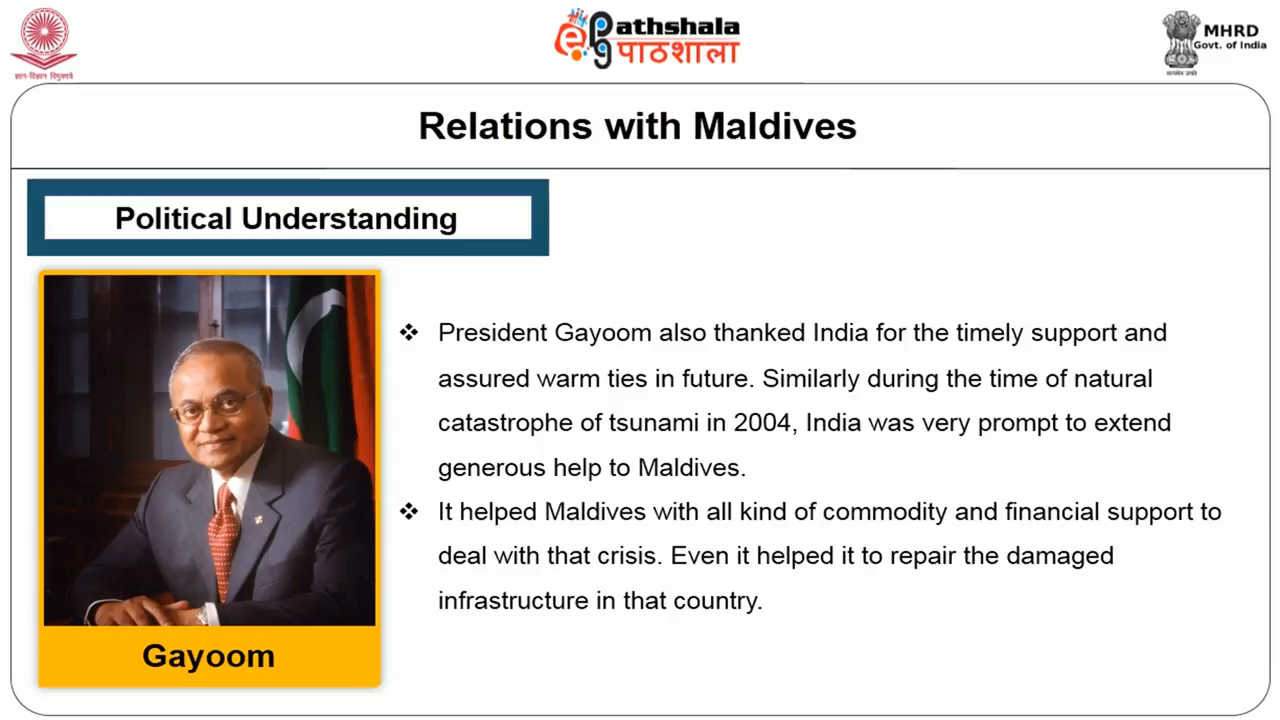 ज्ञान-विज्ञान विमुक्तये
ePathshala
पाठशाला
MHRD
Govt. of India
सत्यमेव जयते
Relations with Maldives
Political Understanding
❖ President Gayoom also thanked India for the timely support and
assured warm ties in future. Similarly during the time of natural
catastrophe of tsunami in 2004, India was very prompt to extend
generous help to Maldives.
❖ It helped Maldives with all kind of commodity and financial support to
deal with that crisis. Even it helped it to repair the damaged
infrastructure in that country.
Gayoom